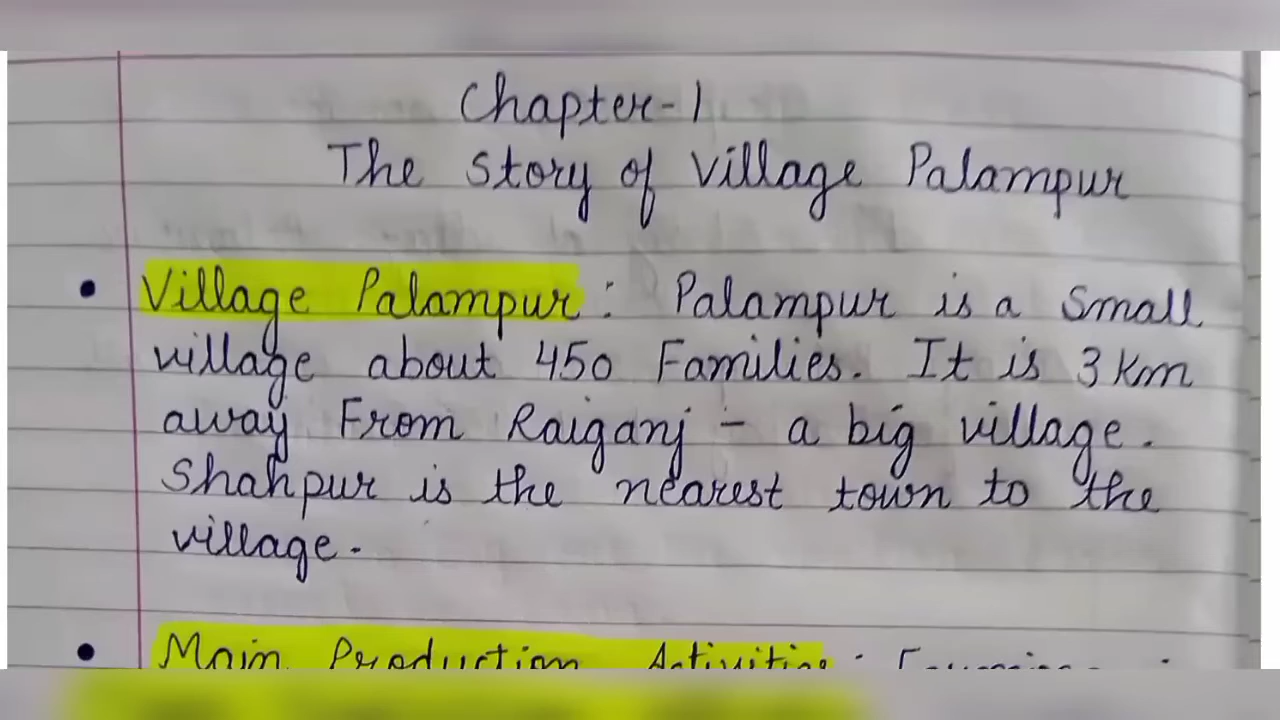 Chapter-1
The Story of Village Palampur
• Village Palampur : Palampur is a Small
village about 450 Families. It is 3 Km
away From Raiganj - a big village.
Shahpur is the nearest town to the
village.
• Main Production Activities :